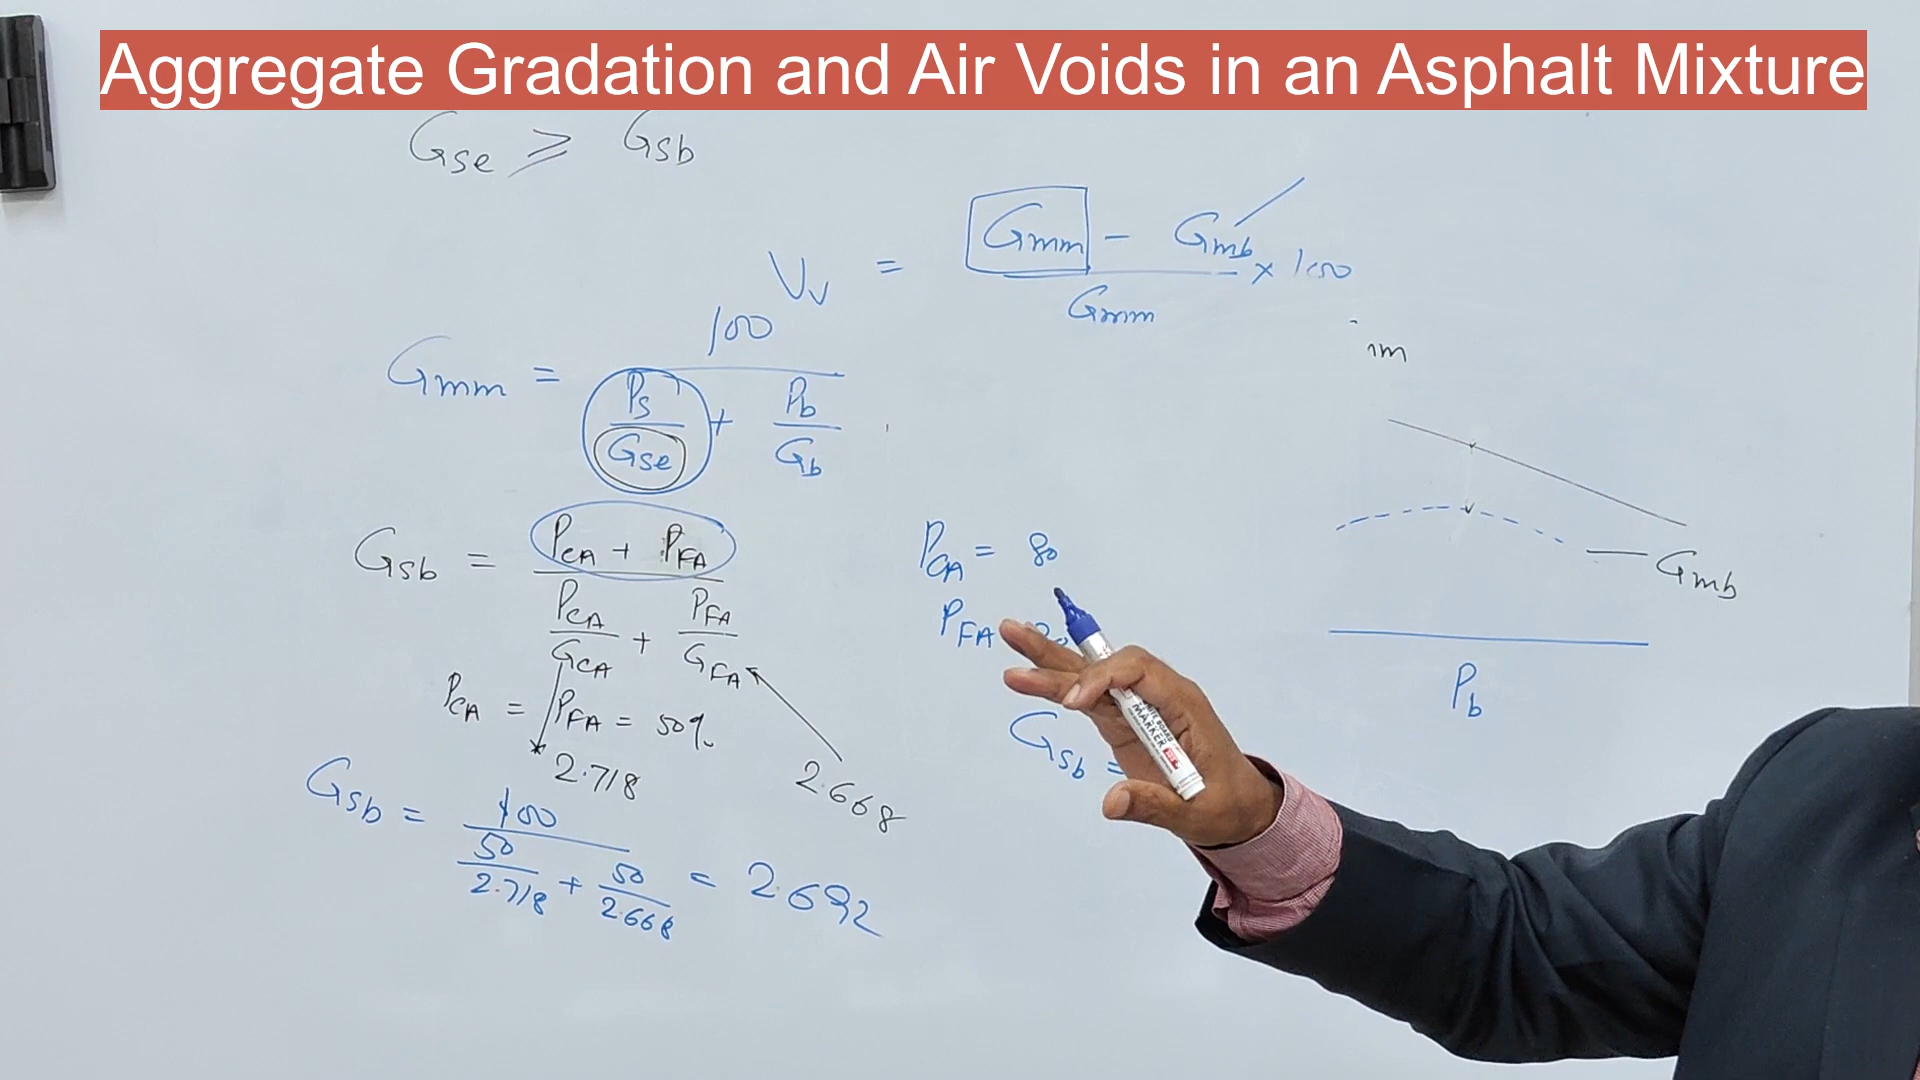 Aggregate Gradation and Air Voids in an Asphalt Mixture
Gse ⩾ Gsb
Vv = Gmm - Gmb / Gmm × 100
Gmm = 100 / Ps / Gse + Pb / Gb
m
Gmb
Pb
Gsb = PCA + PFA / PCA / GCA + PFA / GFA
PCA = PFA = 50%
2.718
2.668
Gsb = 100 / 50 / 2.718 + 50 / 2.668 = 2.692
PCA = 80
PFA
Gsb =
MARKER